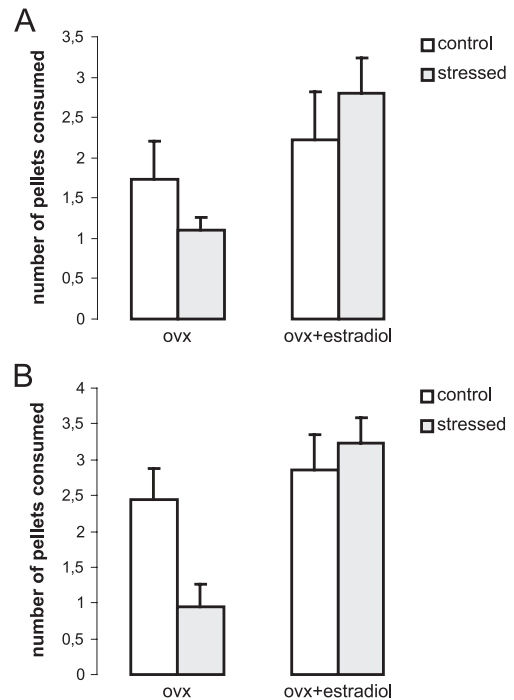 A
number of pellets consumed
3,5
3
2,5
2
1,5
1
0,5
0
ovx
ovx+estradiol
control
stressed
B
number of pellets consumed
4
3,5
3
2,5
2
1,5
1
0,5
0
ovx
ovx+estradiol
control
stressed